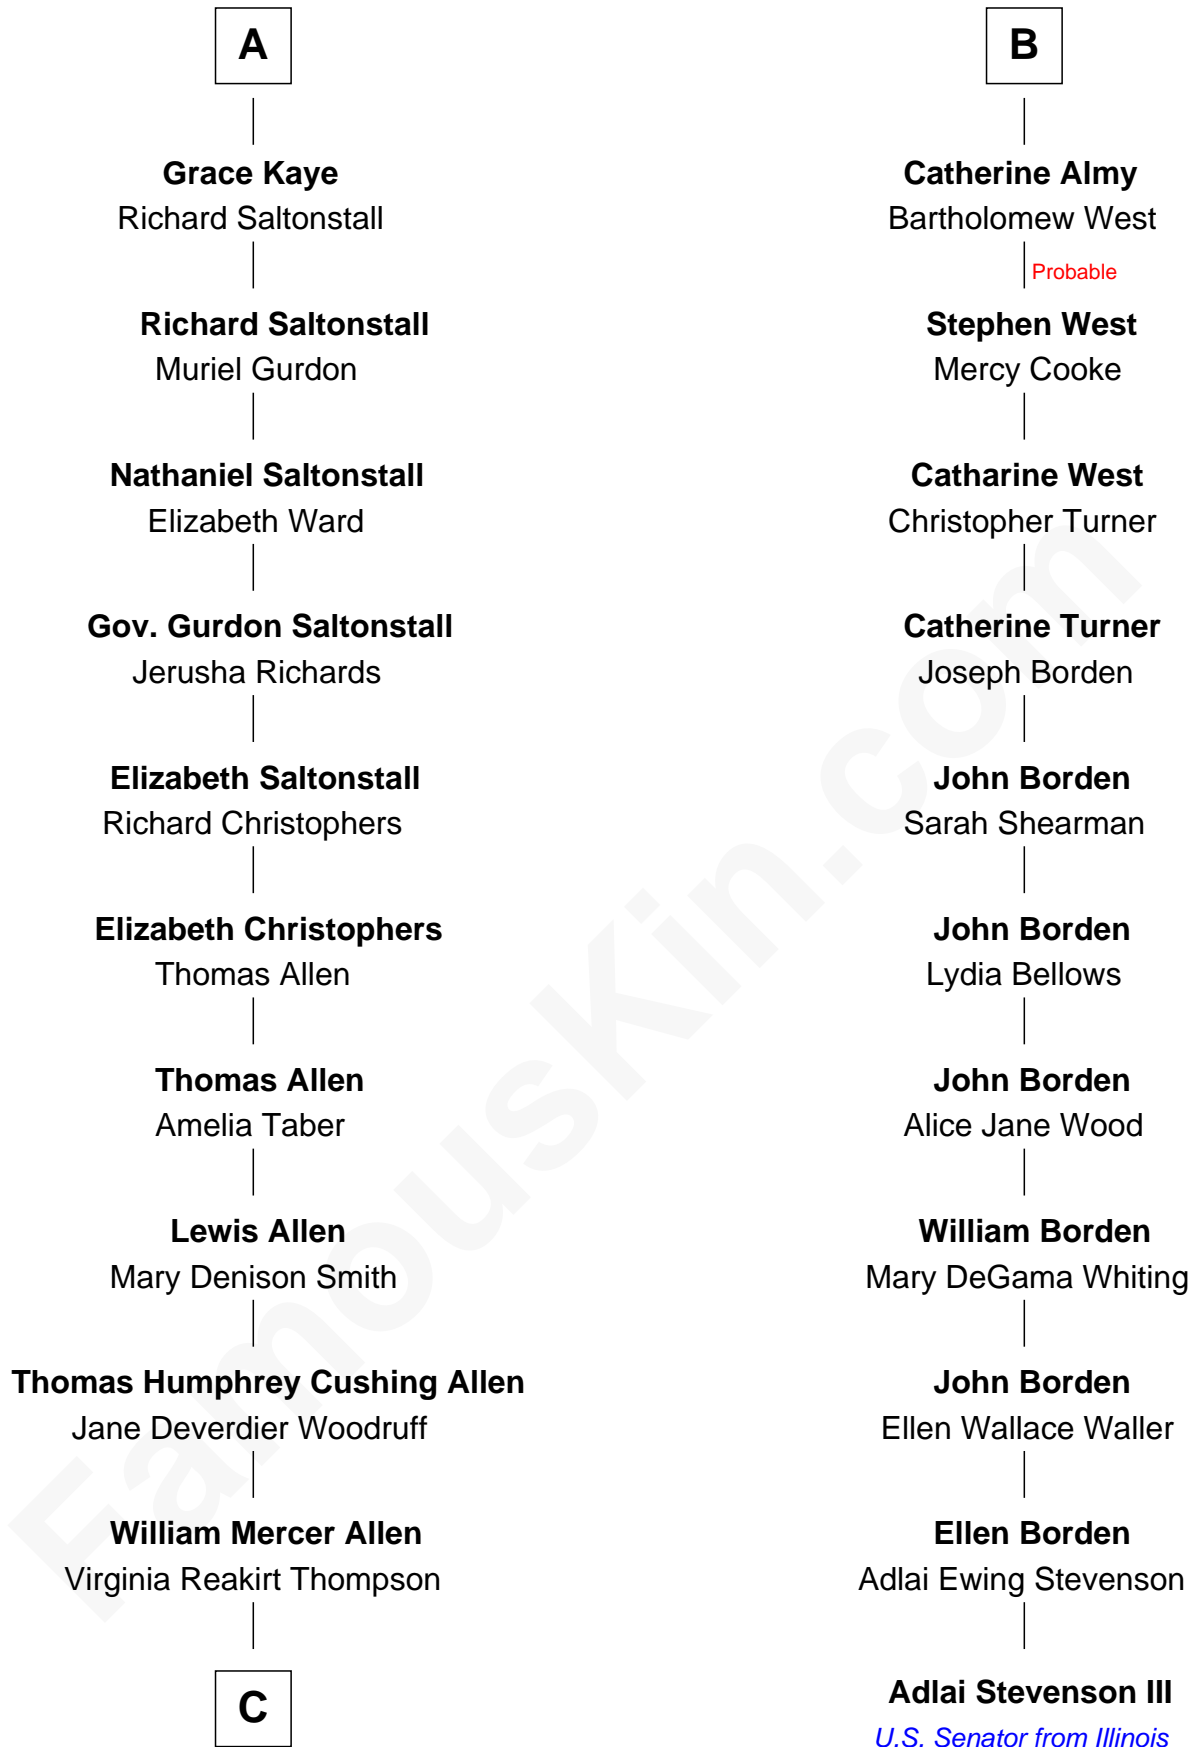 A
Grace Kaye
Richard Saltonstall
Richard Saltonstall
Muriel Gurdon
Nathaniel Saltonstall
Elizabeth Ward
Gov. Gurdon Saltonstall
Jerusha Richards
Elizabeth Saltonstall
Richard Christophers
Elizabeth Christophers
Thomas Allen
Thomas Allen
Amelia Taber
Lewis Allen
Mary Denison Smith
Thomas Humphrey Cushing Allen
Jane Deverdier Woodruff
William Mercer Allen
Virginia Reakirt Thompson
C
B
Catherine Almy
Bartholomew West
Probable
Stephen West
Mercy Cooke
Catharine West
Christopher Turner
Catherine Turner
Joseph Borden
John Borden
Sarah Shearman
John Borden
Lydia Bellows
John Borden
Alice Jane Wood
William Borden
Mary DeGama Whiting
John Borden
Ellen Wallace Waller
Ellen Borden
Adlai Ewing Stevenson
Adlai Stevenson III
U.S. Senator from Illinois
FamousKin.com